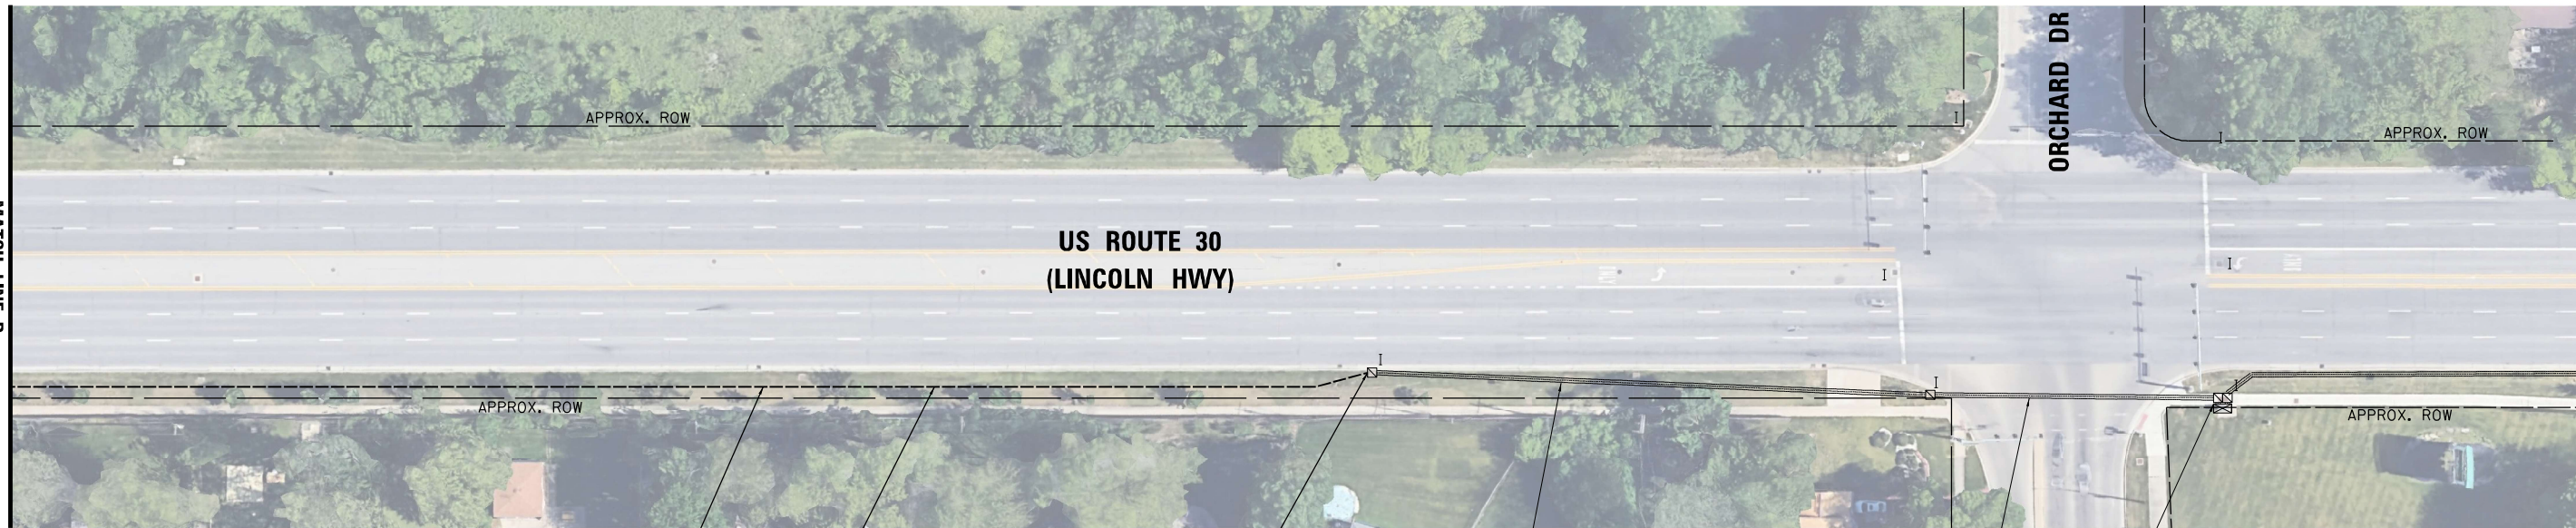 APPROX. ROW
ORCHARD DR
APPROX. ROW
US ROUTE 30
(LINCOLN HWY)
APPROX. ROW
APPROX. ROW